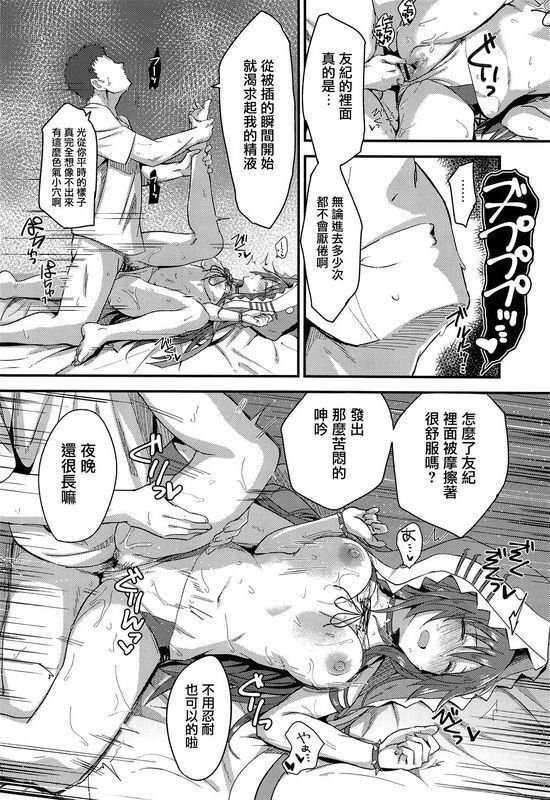 友紀的裡面
真的是…
無論進去多少次
都不會厭倦啊
從被插的瞬間開始
就渴求起我的精液
光從你平時的樣子
真完全想像不出來
有這麼色氣小穴啊
怎麼了友紀
裡面被摩擦著
很舒服嗎?
發出
那麼苦悶的
呻吟
夜晚
還很長嘛
不用忍耐
也可以的啦